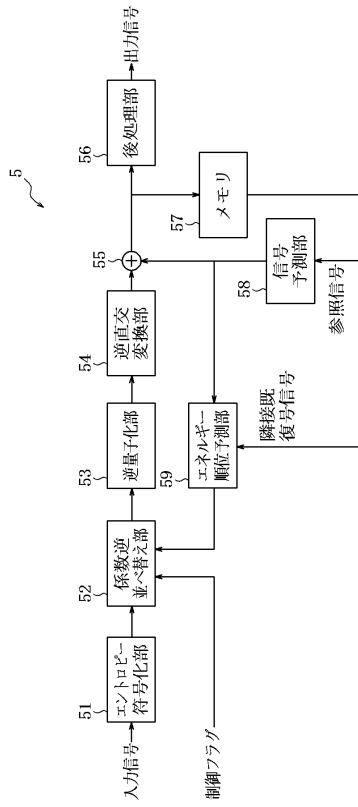 5
入力信号
51
エントロピー
符号化部
52
係数逆
並べ替え部
53
逆量子化部
54
逆直交
変換部
55
+
56
後処理部
出力信号
57
メモリ
58
信号
予測部
参照信号
59
エネルギー
順位予測部
隣接既
復号信号
制御フラグ